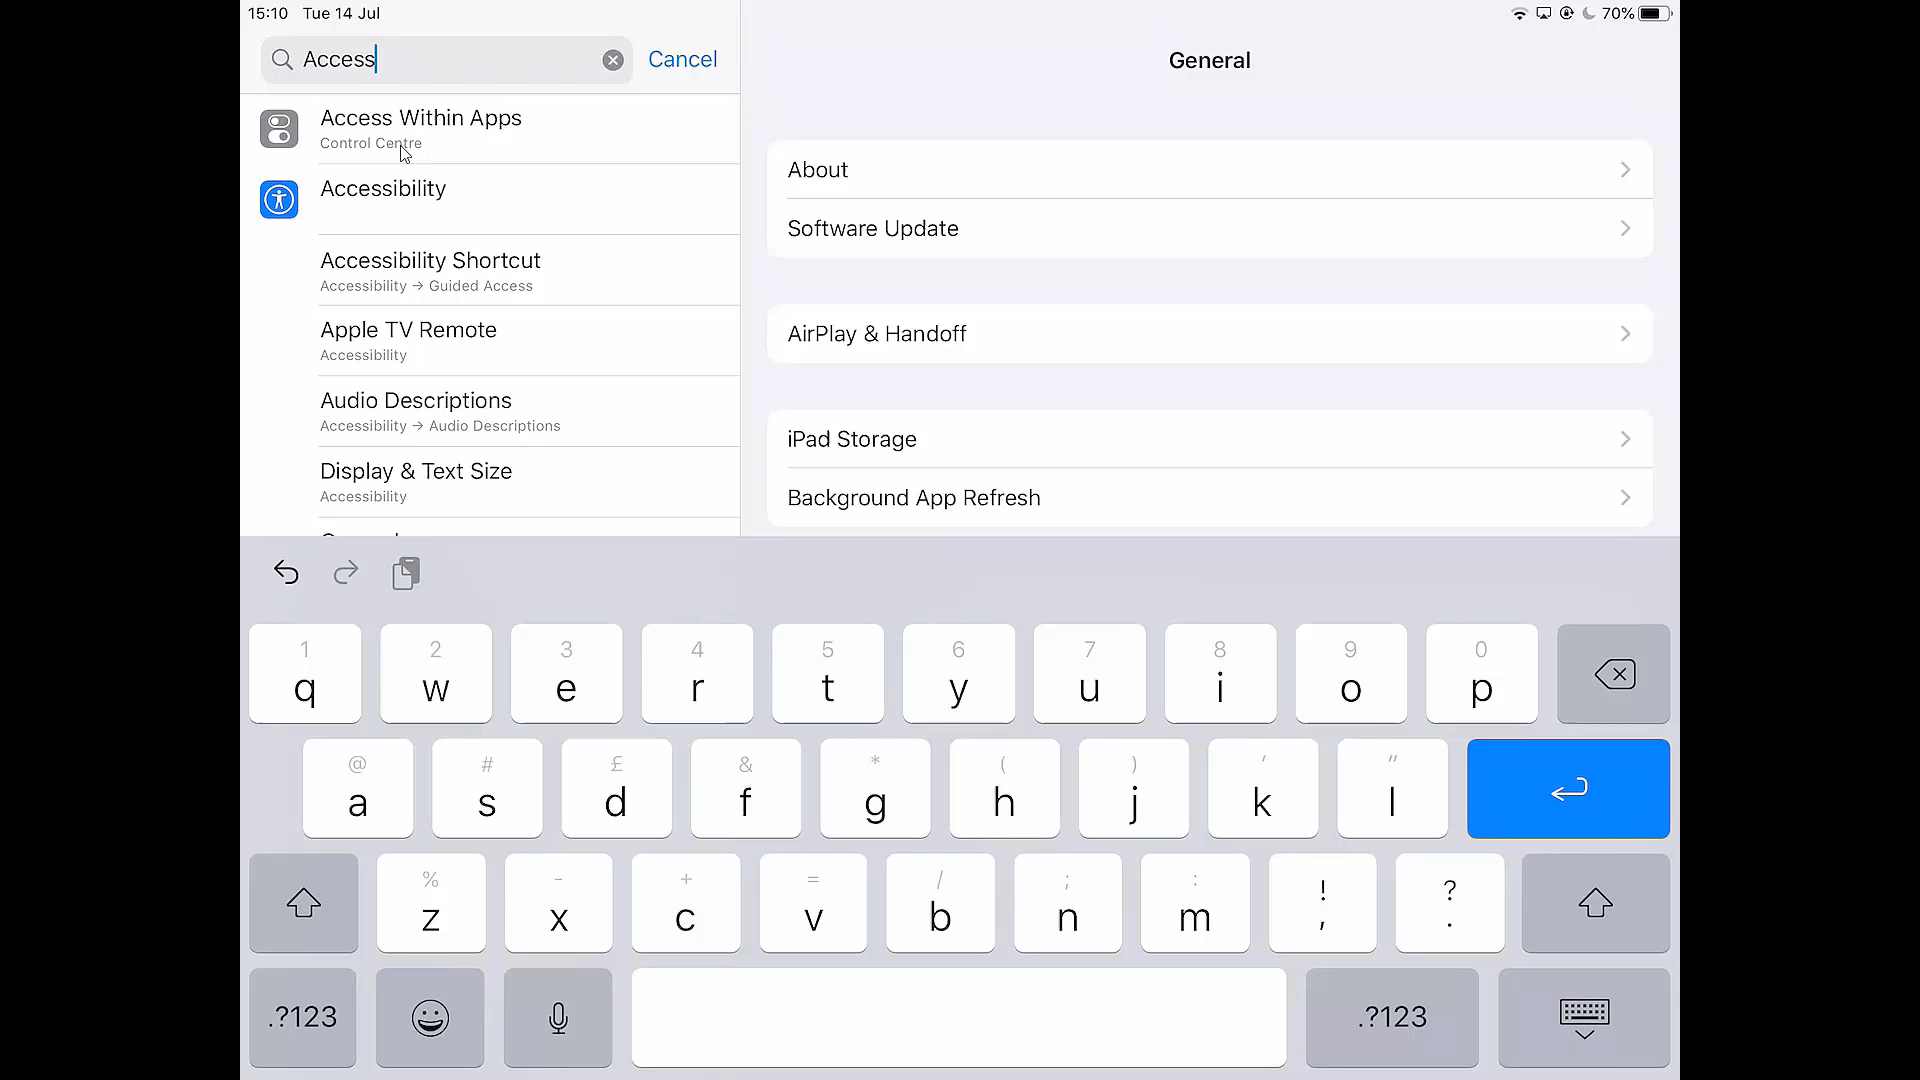 15:10 Tue 14 Jul
70%
Access
Cancel
Access Within Apps
Control Centre
Accessibility
Accessibility Shortcut
Accessibility → Guided Access
Apple TV Remote
Accessibility
Audio Descriptions
Accessibility → Audio Descriptions
Display & Text Size
Accessibility
General
About
Software Update
AirPlay & Handoff
iPad Storage
Background App Refresh
1 2 3 4 5 6 7 8 9 0
q w e r t y u i o p
@ # £ & * ( ) ' "
a s d f g h j k l
% - + = / ; : ! ?
z x c v b n m , .
.?123 .?123